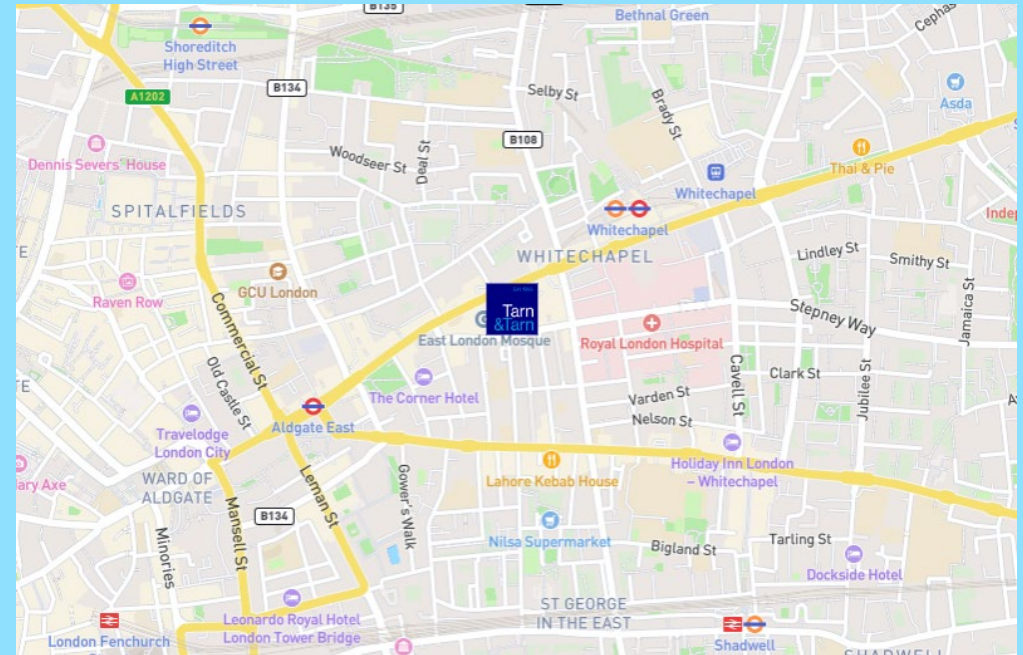 B135
Bethnal Green
Cephas
Shoreditch
High Street
B134
Selby St
A1202
Brady St
Asda
B108
Dennis Severs' House
Woodseer St
Deal St
Thai & Pie
Whitechapel
SPITALFIELDS
Whitechapel
WHITECHAPEL
Lindley St
Smithy St
GCU London
Raven Row
Commercial St
Tarn
&Tarn
East London Mosque
Royal London Hospital
Stepney Way
Jamaica St
Old Castle St
The Corner Hotel
Cavell St
Clark St
Jubilee St
Varden St
Nelson St
Travelodge
London City
Aldgate East
Holiday Inn London
– Whitechapel
ary Axe
WARD OF
ALDGATE
Leman St
Gower's Walk
Lahore Kebab House
Mansell St
B134
Minories
Nilsa Supermarket
Bigland St
Tarling St
Dockside Hotel
Leonardo Royal Hotel
London Tower Bridge
ST GEORGE
IN THE EAST
London Fenchurch
Shadwell
SHADWELL